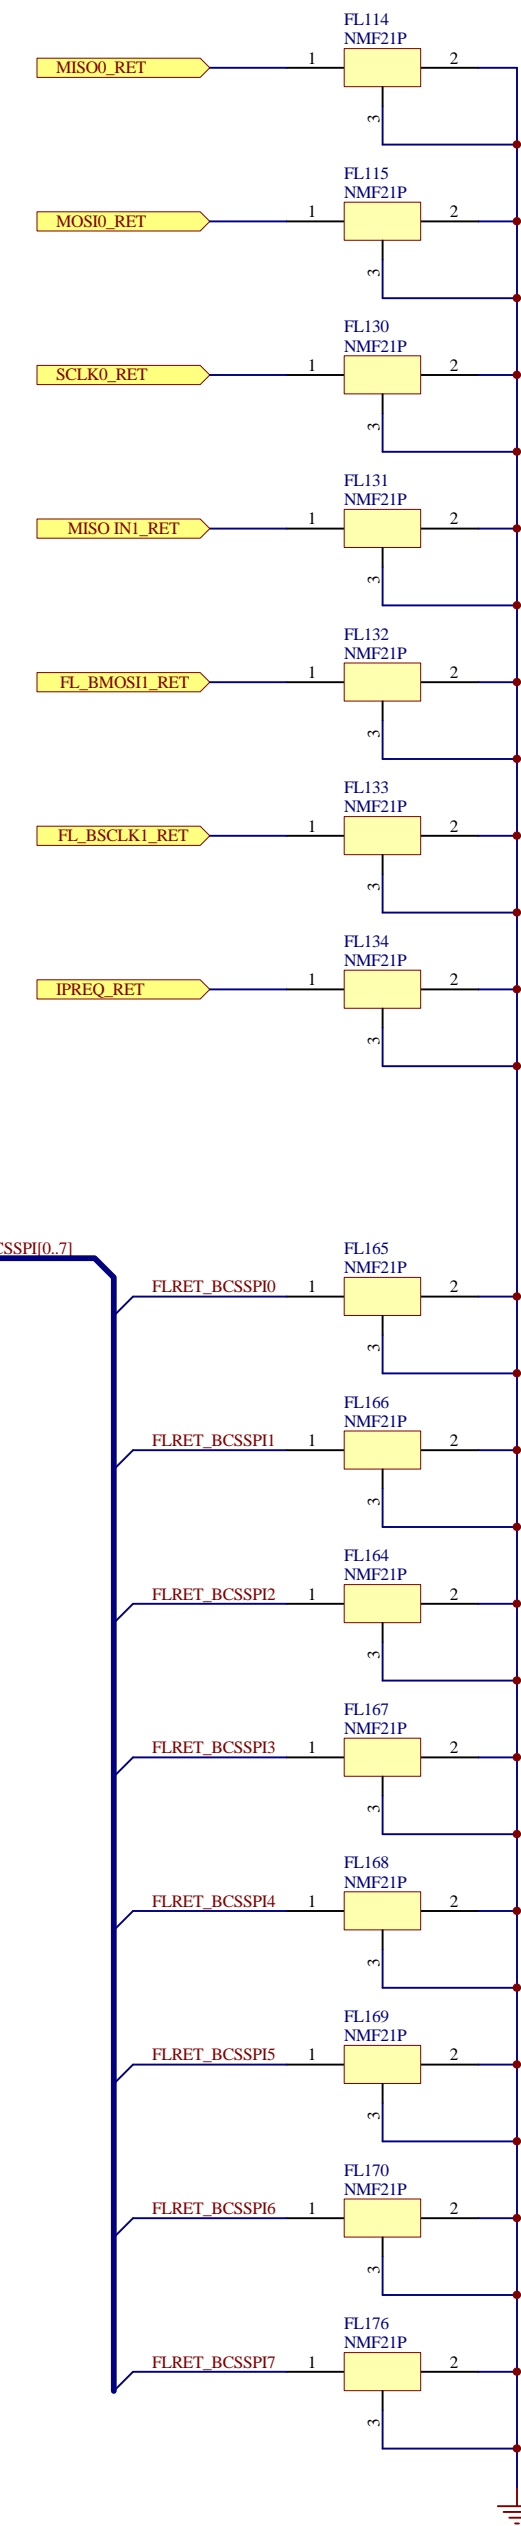 FL114
NMF21P
MISO0_RET
1
2
3
FL115
NMF21P
MOSI0_RET
1
2
3
FL130
NMF21P
SCLK0_RET
1
2
3
FL131
NMF21P
MISO IN1_RET
1
2
3
FL132
NMF21P
FL_BMOSI1_RET
1
2
3
FL133
NMF21P
FL_BSCLK1_RET
1
2
3
FL134
NMF21P
IPREQ_RET
1
2
3
CSSPI[0..7]
FL165
NMF21P
FLRET_BCSSPI0
1
2
3
FL166
NMF21P
FLRET_BCSSPI1
1
2
3
FL164
NMF21P
FLRET_BCSSPI2
1
2
3
FL167
NMF21P
FLRET_BCSSPI3
1
2
3
FL168
NMF21P
FLRET_BCSSPI4
1
2
3
FL169
NMF21P
FLRET_BCSSPI5
1
2
3
FL170
NMF21P
FLRET_BCSSPI6
1
2
3
FL176
NMF21P
FLRET_BCSSPI7
1
2
3